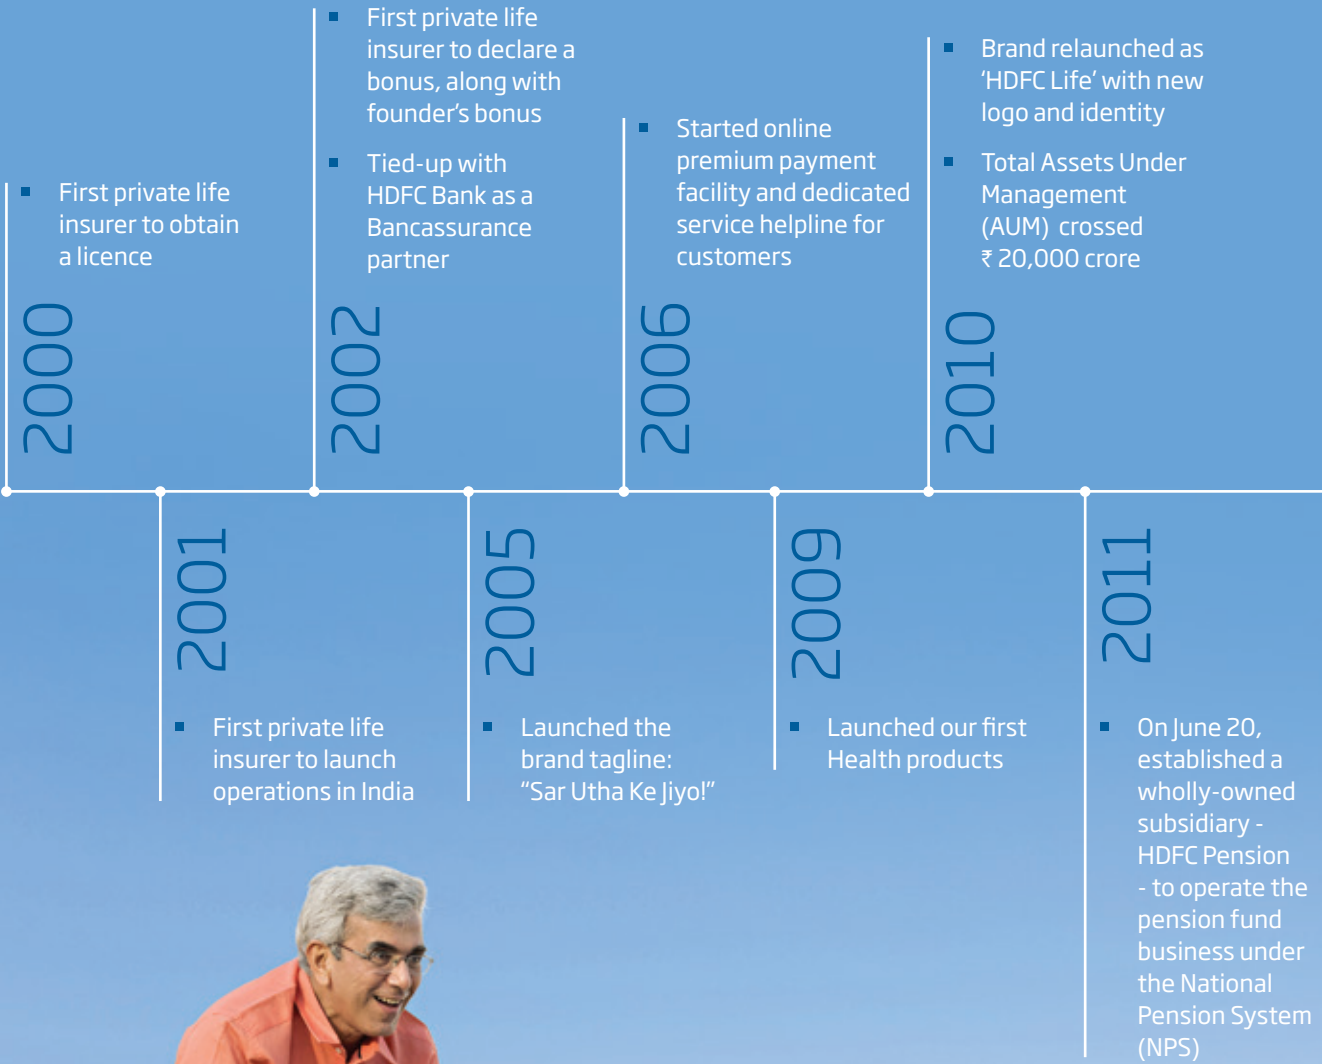 ▪ First private life
insurer to obtain
a licence
2000
▪ First private life
insurer to launch
operations in India
2001
▪ First private life
insurer to declare a
bonus, along with
founder's bonus
▪ Tied-up with
HDFC Bank as a
Bancassurance
partner
2002
▪ Launched the
brand tagline:
“Sar Utha Ke Jiyo!”
2005
▪ Started online
premium payment
facility and dedicated
service helpline for
customers
2006
▪ Launched our first
Health products
2009
▪ Brand relaunched as
‘HDFC Life’ with new
logo and identity
▪ Total Assets Under
Management
(AUM) crossed
₹ 20,000 crore
2010
▪ On June 20,
established a
wholly-owned
subsidiary -
HDFC Pension
- to operate the
pension fund
business under
the National
Pension System
(NPS)
2011